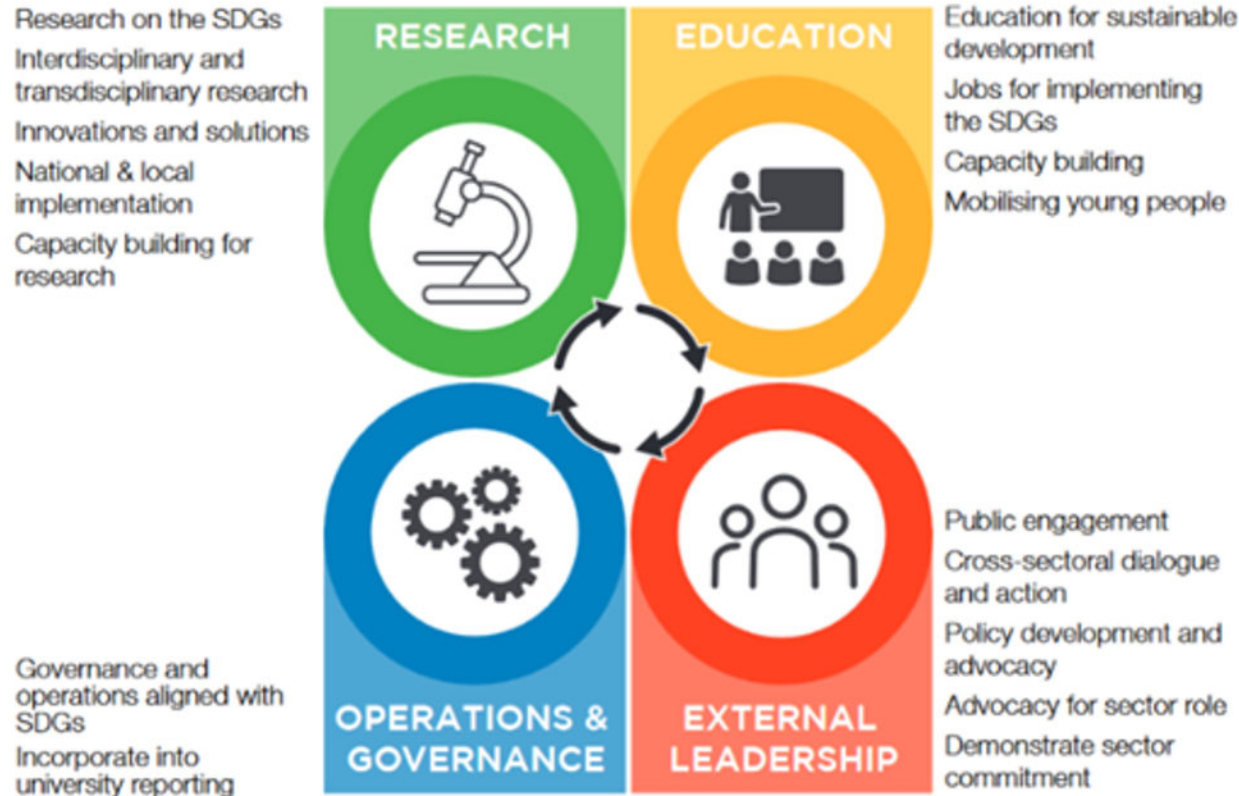 Research on the SDGs
Interdisciplinary and
transdisciplinary research
Innovations and solutions
National & local
implementation
Capacity building for
research
RESEARCH
EDUCATION
Education for sustainable
development
Jobs for implementing
the SDGs
Capacity building
Mobilising young people
Governance and
operations aligned with
SDGs
Incorporate into
university reporting
OPERATIONS &
GOVERNANCE
EXTERNAL
LEADERSHIP
Public engagement
Cross-sectoral dialogue
and action
Policy development and
advocacy
Advocacy for sector role
Demonstrate sector
commitment